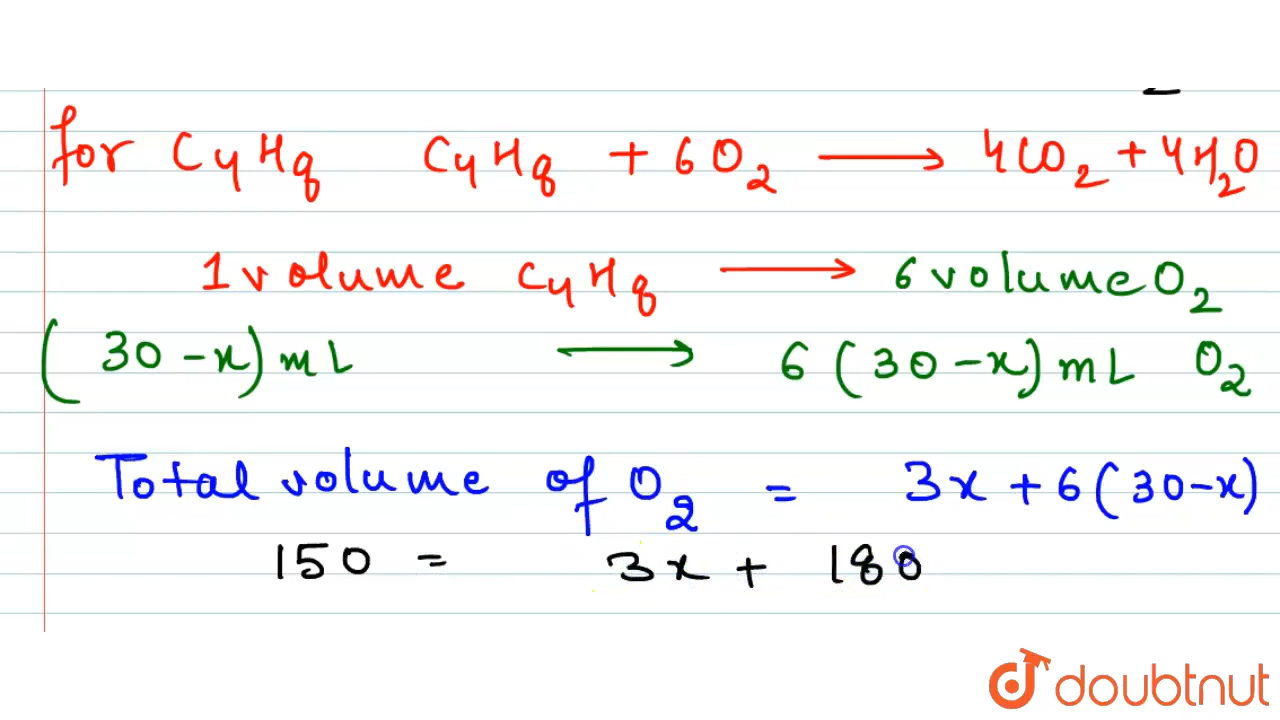 for C4H8 C4H8 + 6O2 ⟶ 4CO2 + 4H2O
1 volume C4H8 ⟶ 6 volume O2
(30 - x) mL ⟶ 6 (30 - x) mL O2
Total volume of O2 = 3x + 6(30 - x)
150 = 3x + 180
doubtnut